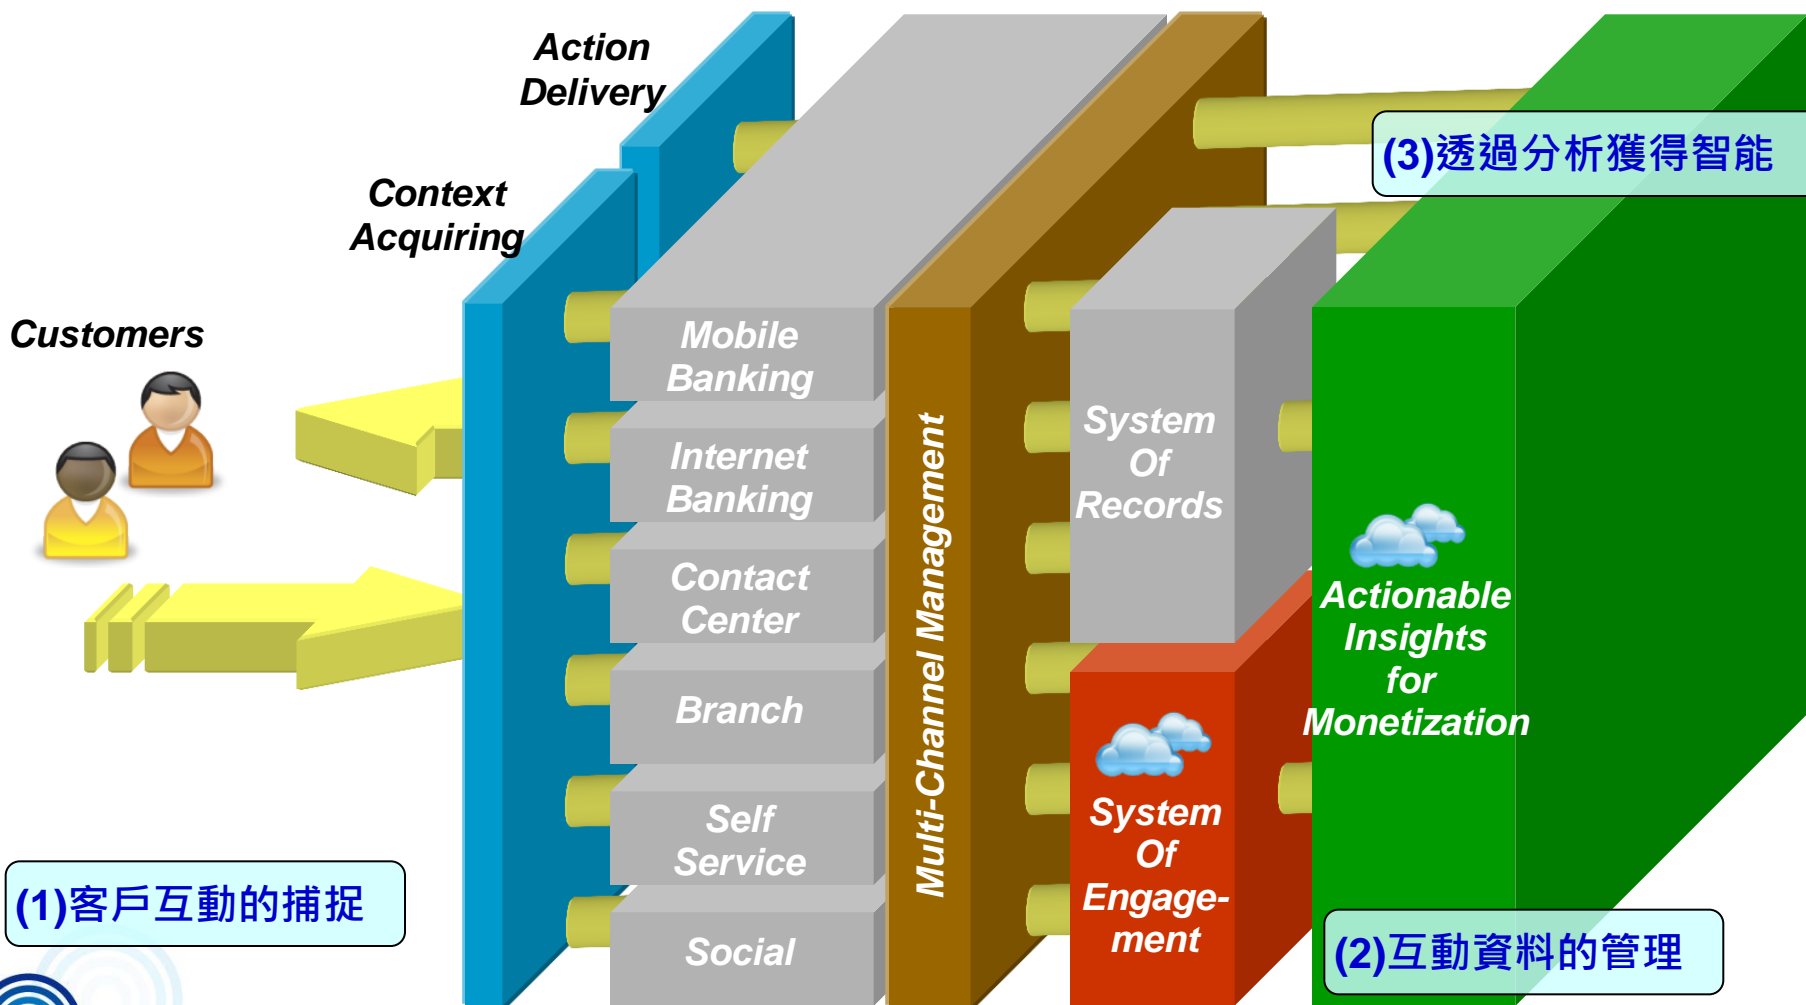 Action
Delivery
Context
Acquiring
(3)透過分析獲得智能
Customers
Mobile
Banking
Internet
Banking
Contact
Center
Branch
Self
Service
Social
Multi-Channel Management
System
Of
Records
System
Of
Engage-
ment
Actionable
Insights
for
Monetization
(1)客戶互動的捕捉
(2)互動資料的管理